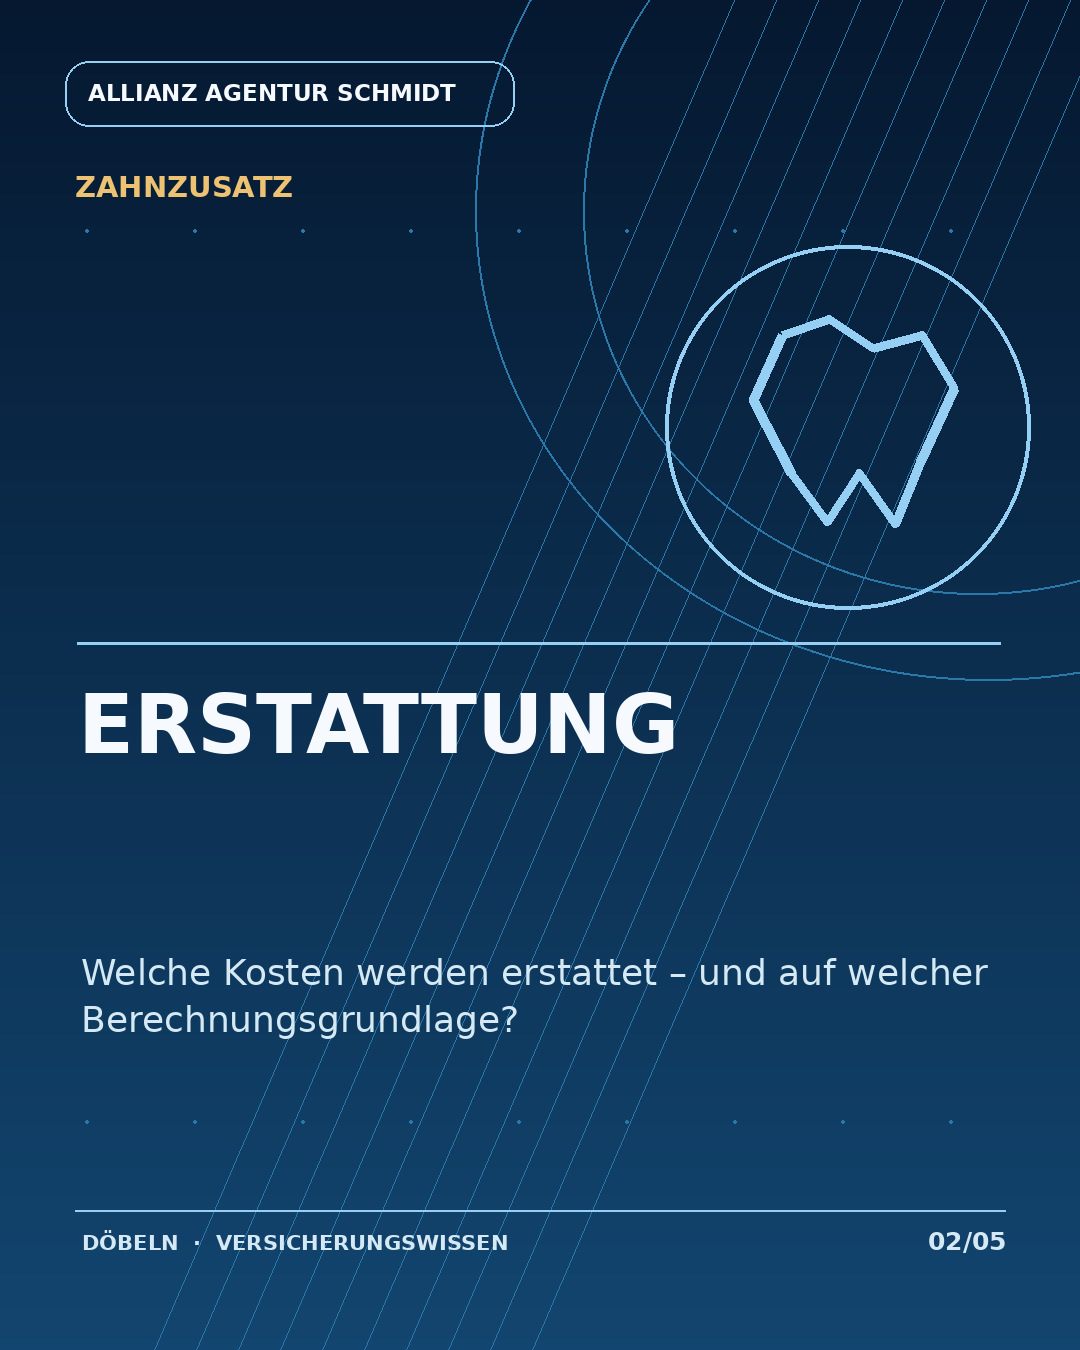 ALLIANZ AGENTUR SCHMIDT
ZAHNZUSATZ
ERSTATTUNG
Welche Kosten werden erstattet – und auf welcher
Berechnungsgrundlage?
DÖBELN · VERSICHERUNGSWISSEN
02/05